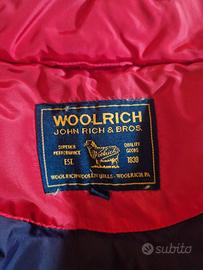 WOOLRICH
JOHN RICH & BROS.
SUPERIOR PERFORMANCE
QUALITY GOODS
Woolrich
EST.
1830
WOOLRICH WOOLEN MILLS - WOOLRICH, PA.
subito